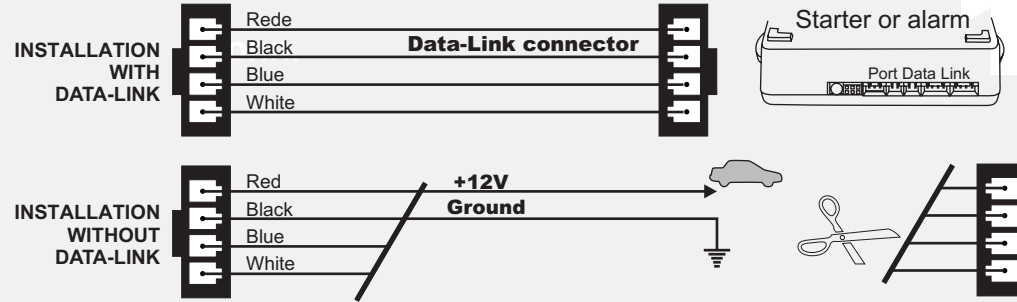 INSTALLATION
WITH
DATA-LINK
Rede
Black
Blue
White
Data-Link connector
Starter or alarm
Port Data Link
INSTALLATION
WITHOUT
DATA-LINK
Red
Black
Blue
White
+12V
Ground